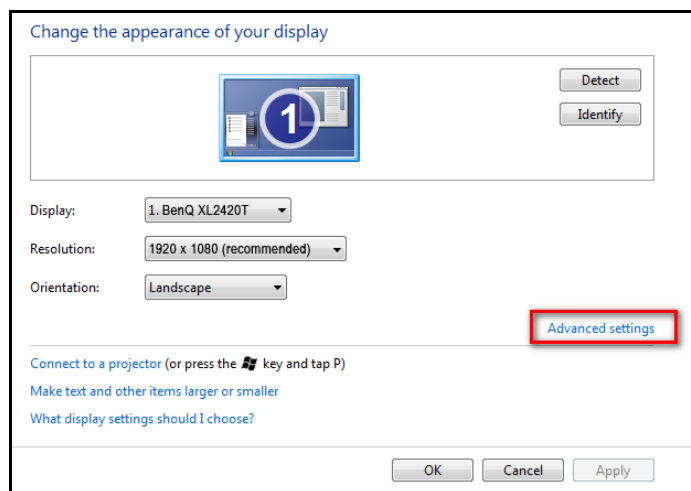 Change the appearance of your display
1
Detect
Identify
Display:
1. BenQ XL2420T
Resolution:
1920 x 1080 (recommended)
Orientation:
Landscape
Advanced settings
Connect to a projector (or press the key and tap P)
Make text and other items larger or smaller
What display settings should I choose?
OK
Cancel
Apply